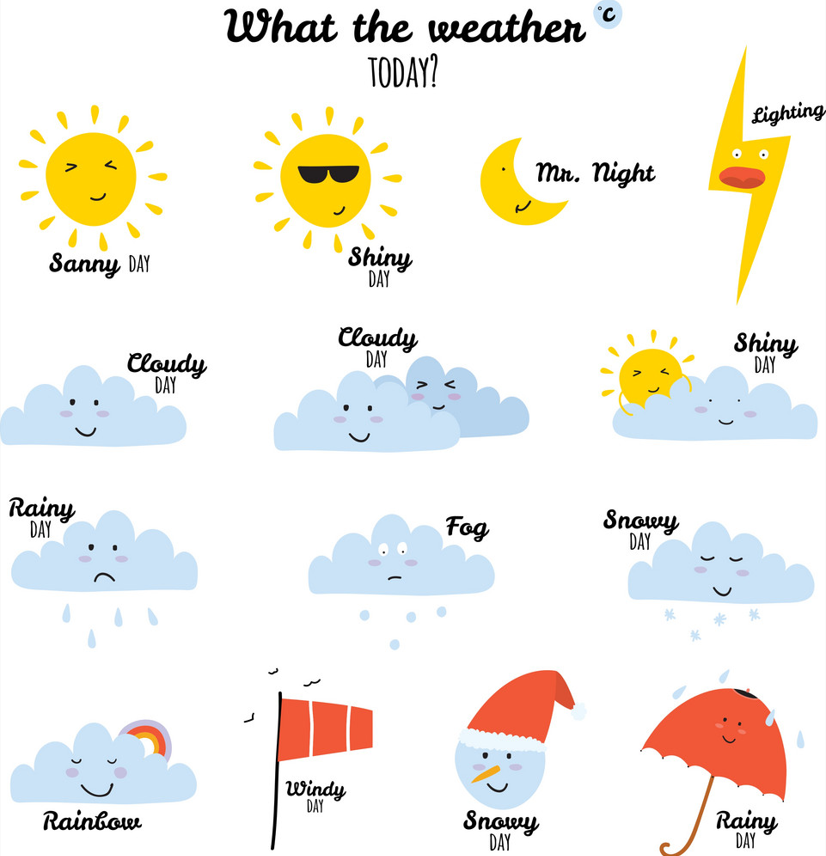 What the weather °C
TODAY?
Lighting
Mr. Night
Sanny DAY
Shiny
DAY
Cloudy
DAY
Cloudy
DAY
Shiny
DAY
Rainy
DAY
Fog
Snowy
DAY
Rainbow
Windy
DAY
Snowy
DAY
Rainy
DAY